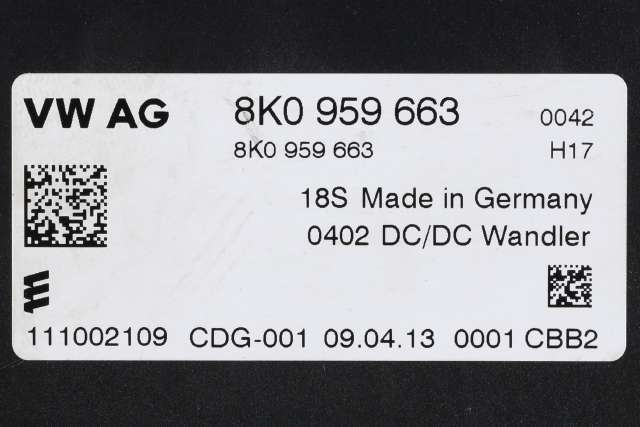 VW AG 8K0 959 663 0042
8K0 959 663 H17
18S Made in Germany
0402 DC/DC Wandler
111002109 CDG-001 09.04.13 0001 CBB2